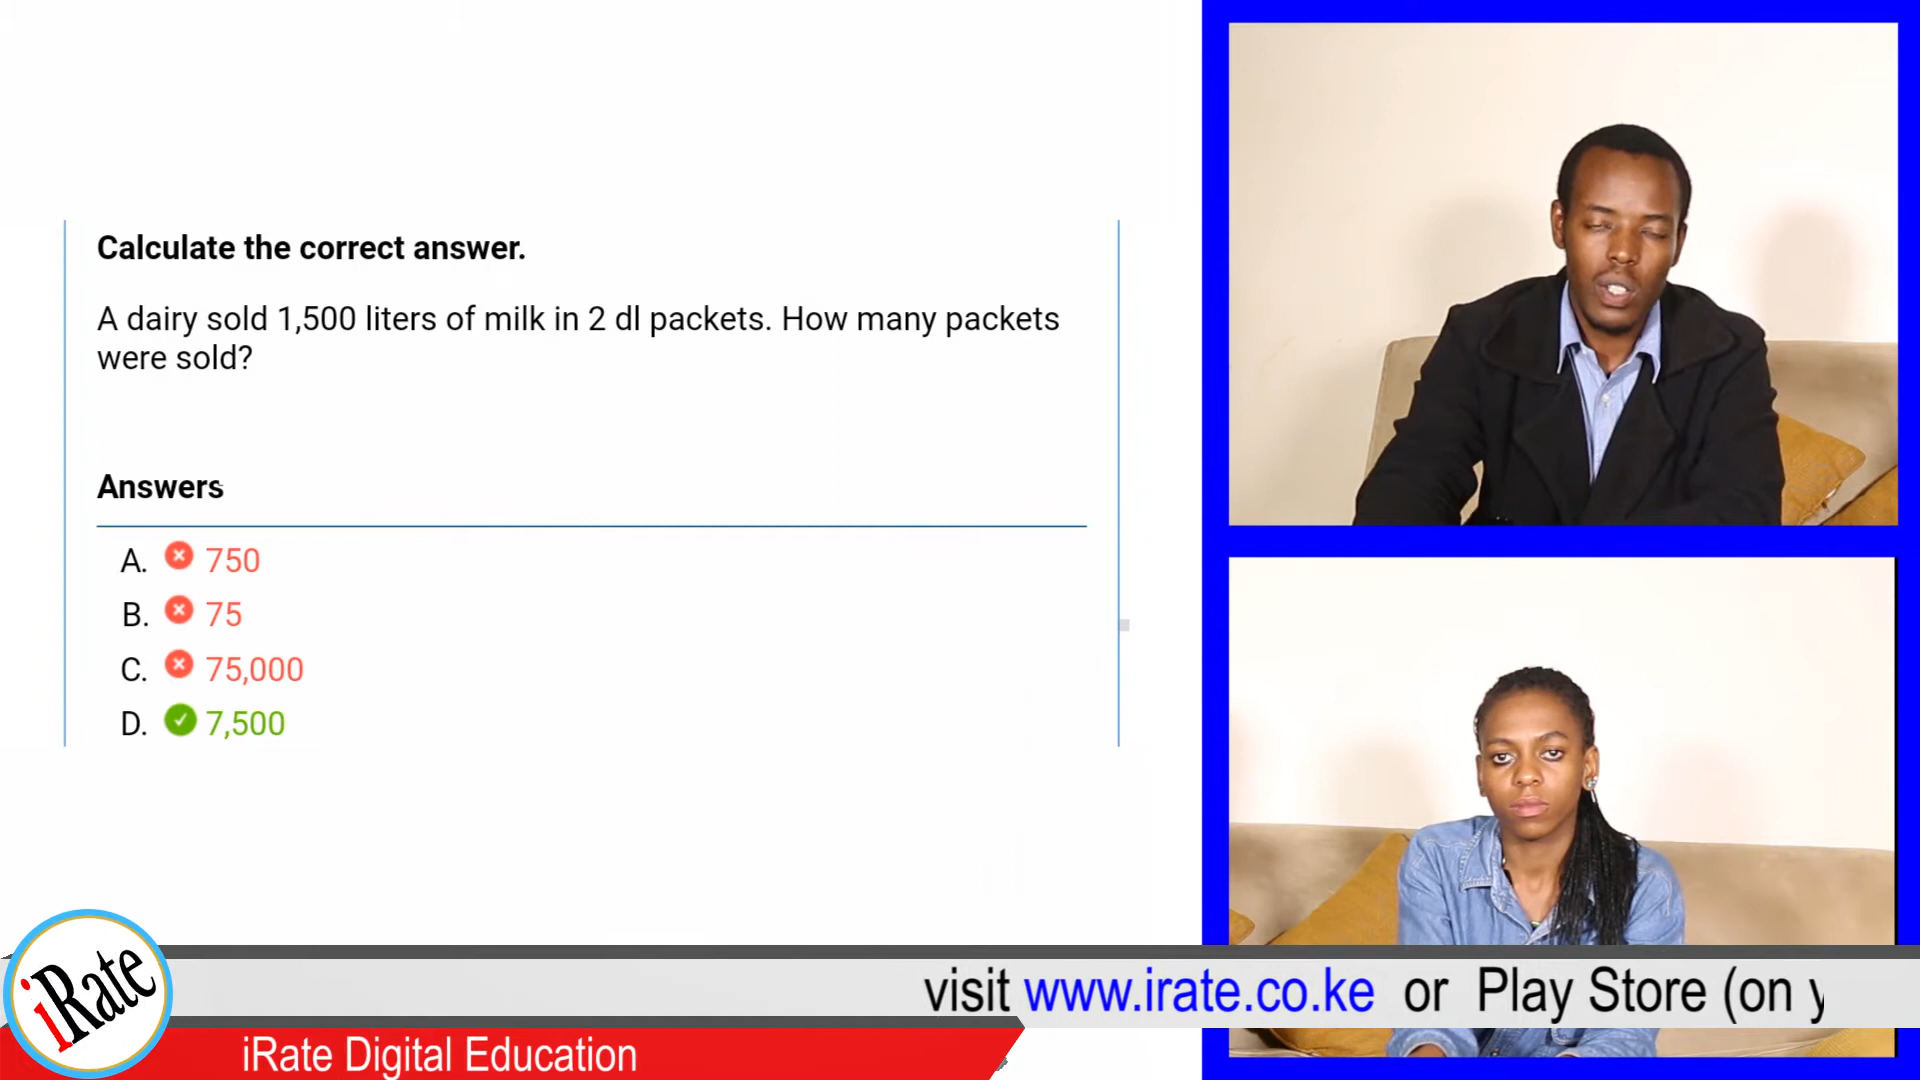 Calculate the correct answer.
A dairy sold 1,500 liters of milk in 2 dl packets. How many packets
were sold?
Answers
A. 750
B. 75
C. 75,000
D. 7,500
iRate
visit www.irate.co.ke or Play Store (on
iRate Digital Education